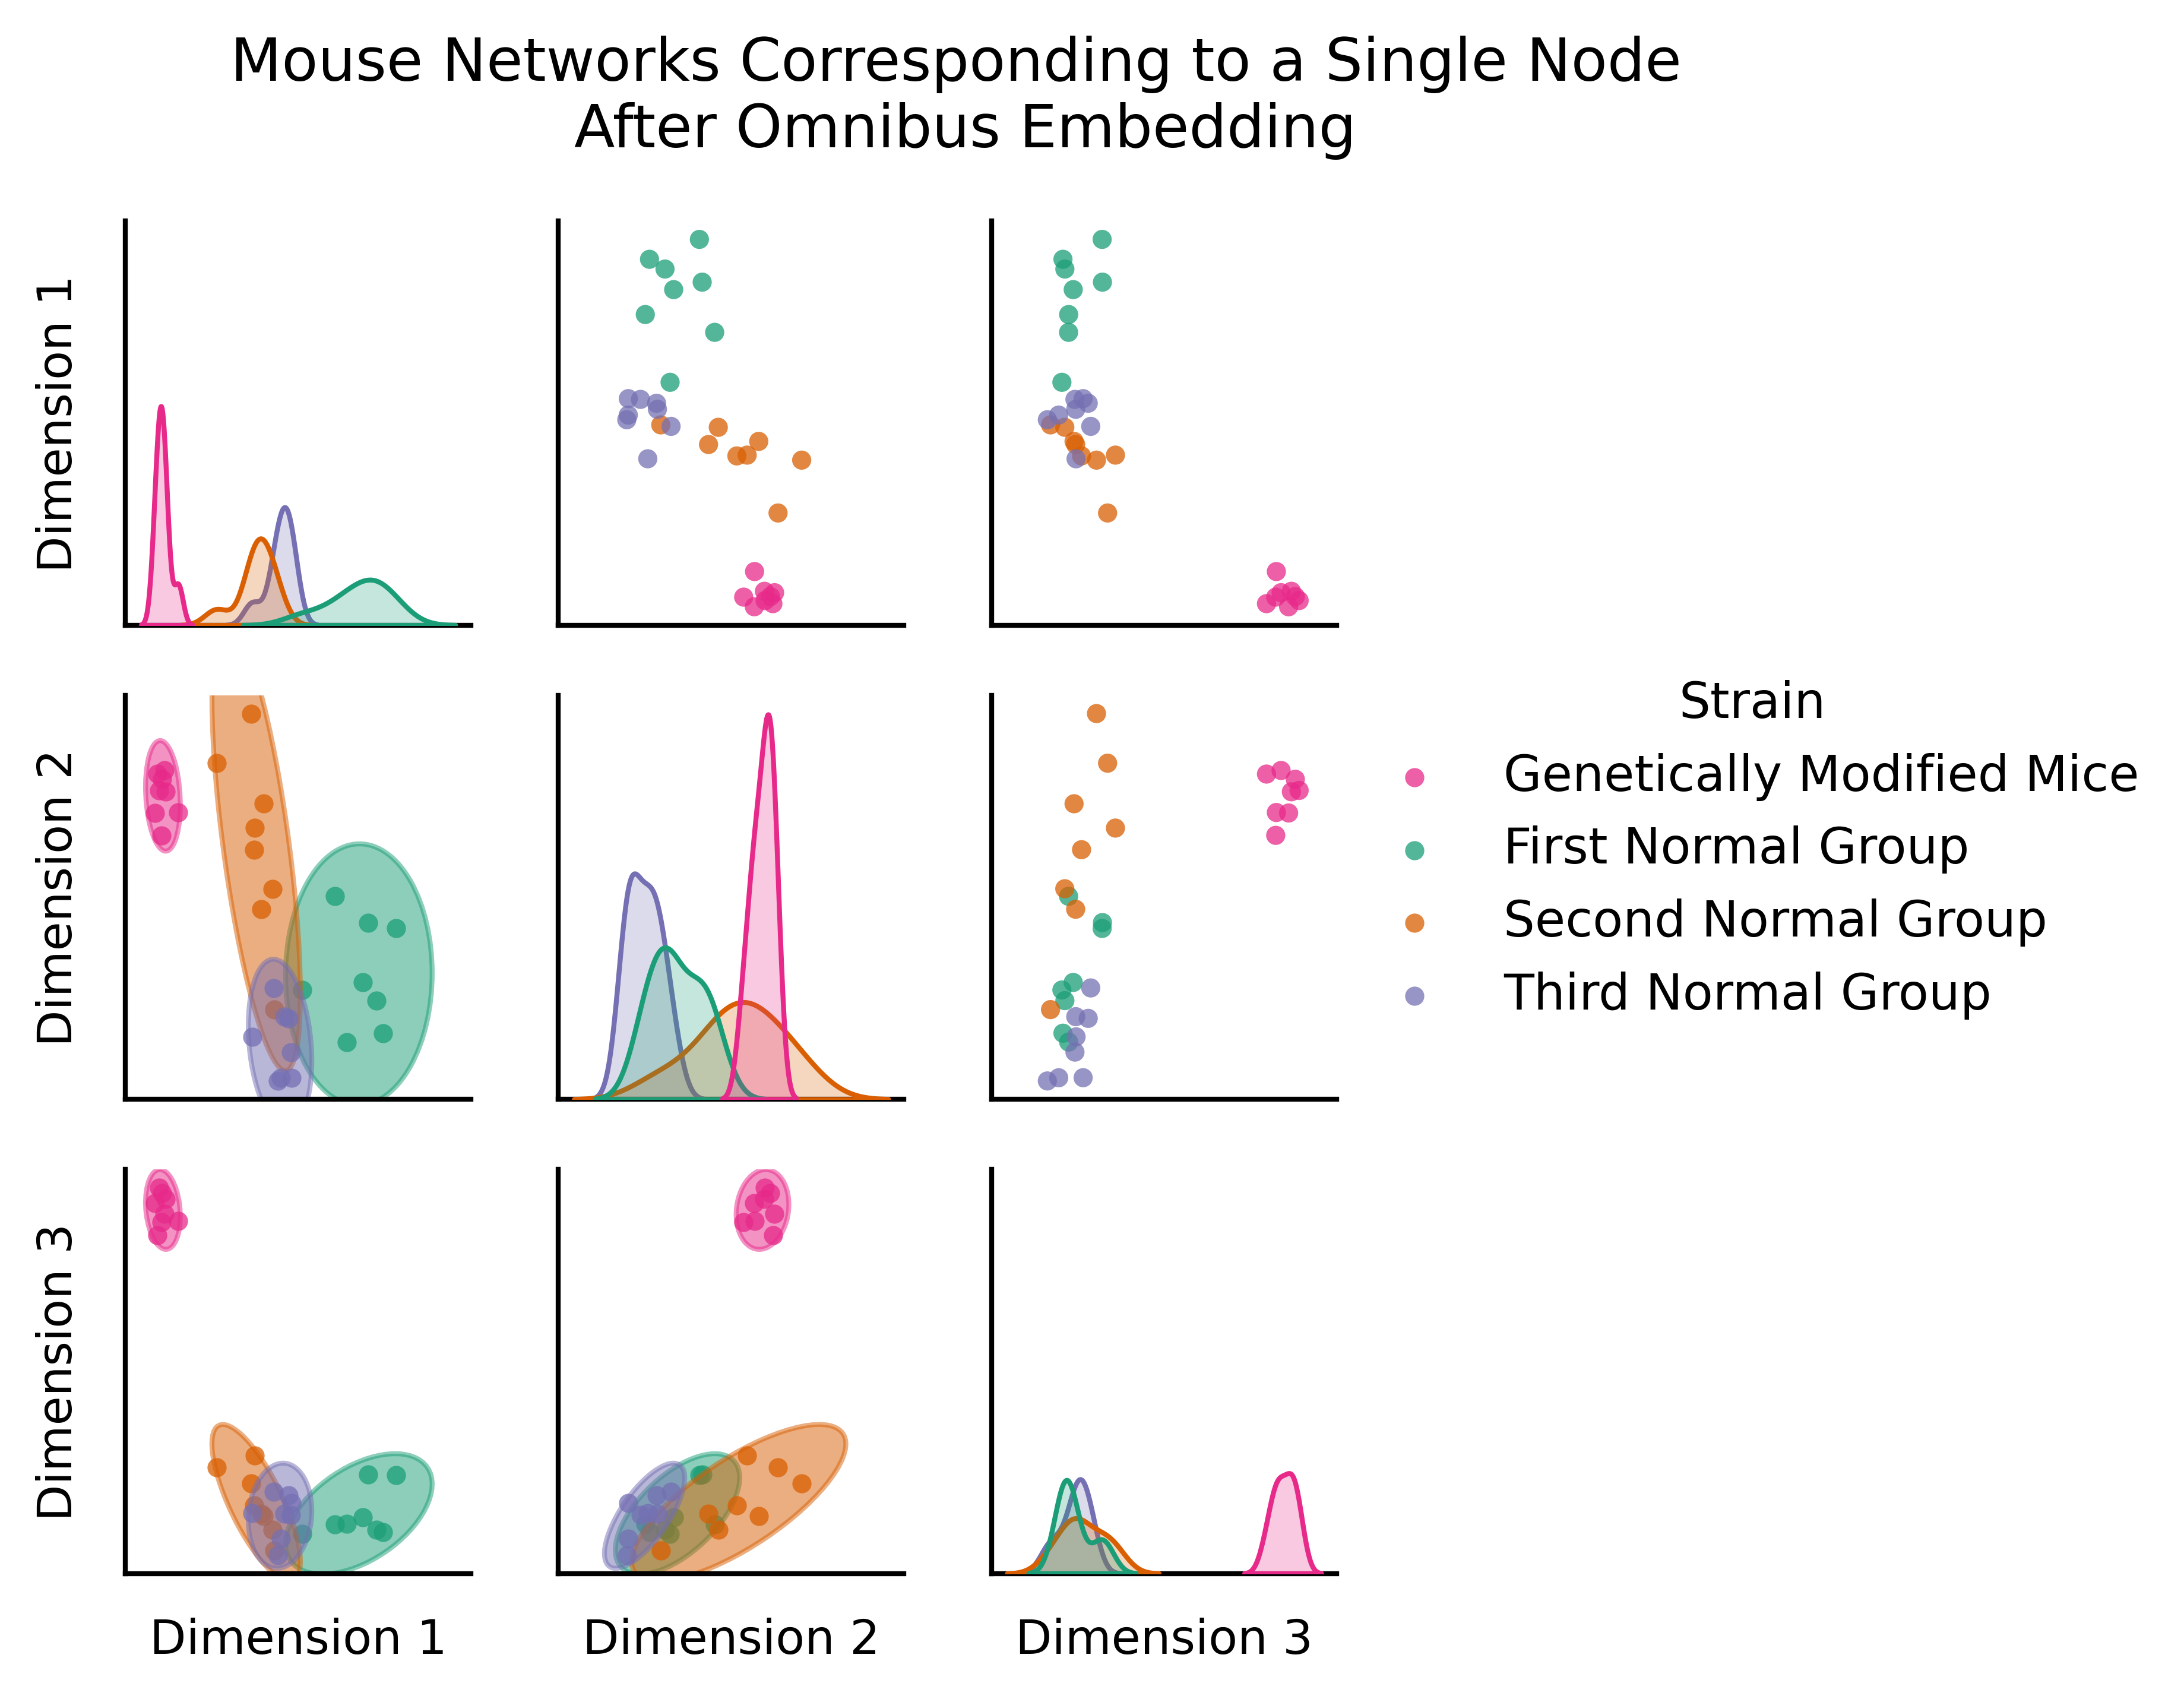 Mouse Networks Corresponding to a Single Node
After Omnibus Embedding
Dimension 1
Dimension 2
Dimension 3
Strain
Genetically Modified Mice
First Normal Group
Second Normal Group
Third Normal Group
Dimension 1
Dimension 2
Dimension 3